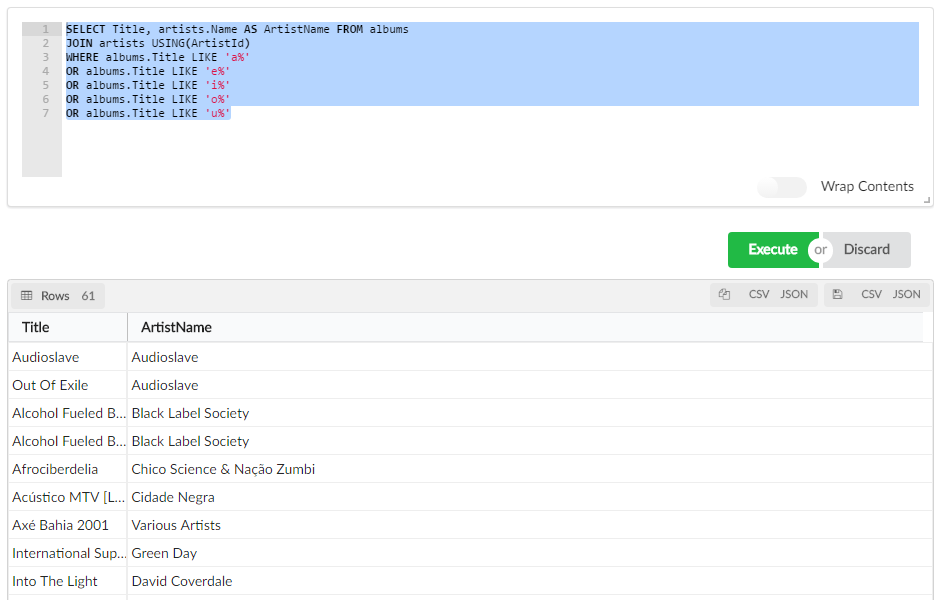 1 SELECT Title, artists.Name AS ArtistName FROM albums
2 JOIN artists USING(ArtistId)
3 WHERE albums.Title LIKE 'a%'
4 OR albums.Title LIKE 'e%'
5 OR albums.Title LIKE 'i%'
6 OR albums.Title LIKE 'o%'
7 OR albums.Title LIKE 'u%'
Wrap Contents
Execute or Discard
Rows 61 CSV JSON CSV JSON
Title ArtistName
Audioslave Audioslave
Out Of Exile Audioslave
Alcohol Fueled B... Black Label Society
Alcohol Fueled B... Black Label Society
Afrociberdelia Chico Science & Nação Zumbi
Acústico MTV [L... Cidade Negra
Axé Bahia 2001 Various Artists
International Sup... Green Day
Into The Light David Coverdale